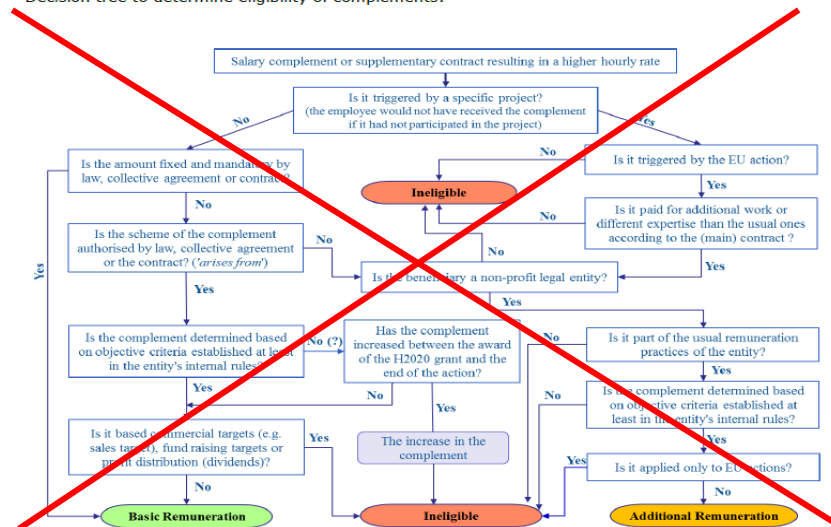 Decision tree to determine eligibility of complements:
Salary complement or supplementary contract resulting in a higher hourly rate
Is it triggered by a specific project?
(the employee would not have received the complement
if it had not participated in the project)
No
Yes
Is the amount fixed and mandatory by
law, collective agreement or contract?
No
Is it triggered by the EU action?
Ineligible
Yes
No
Is the scheme of the complement
authorised by law, collective agreement
or the contract? ('arises from')
No
No
Is it paid for additional work or
different expertise than the usual ones
according to the (main) contract ?
Yes
No
Yes
Is the beneficiary a non-profit legal entity?
Yes
Yes
Is the complement determined based
on objective criteria established at least
in the entity's internal rules?
No (?)
Has the complement
increased between the award
of the H2020 grant and the
end of the action?
No
Is it part of the usual remuneration
practices of the entity?
Yes
Yes
No
Yes
No
Is the complement determined based
on objective criteria established at
least in the entity's internal rules?
Is it based commercial targets (e.g.
sales target), fund raising targets or
profit distribution (dividends)?
Yes
The increase in the
complement
Yes
Yes
Is it applied only to EU actions?
No
No
Basic Remuneration
Ineligible
Additional Remuneration